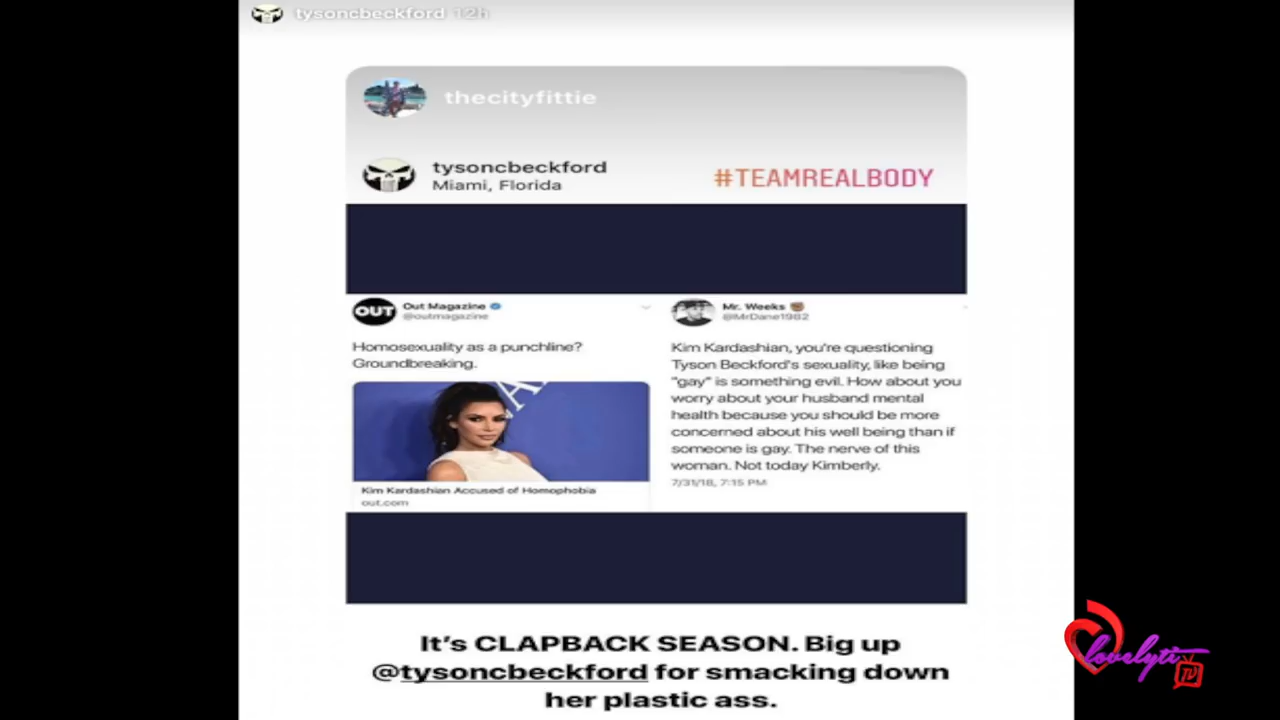 tysoncbeckford 12h
thecityfittie
tysoncbeckford
Miami, Florida
#TEAMREALBODY
OUT
Out Magazine
@outmagazine
Homosexuality as a punchline?
Groundbreaking.
Kim Kardashian Accused of Homophobia
out.com
Mr. Weeks
@MrDane1982
Kim Kardashian, you're questioning
Tyson Beckford's sexuality, like being
"gay" is something evil. How about you
worry about your husband mental
health because you should be more
concerned about his well being than if
someone is gay. The nerve of this
woman. Not today Kimberly.
7/31/18, 7:15 PM
It's CLAPBACK SEASON. Big up
@tysoncbeckford for smacking down
her plastic ass.
lovelyti
TV